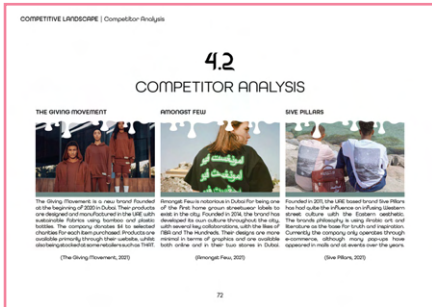 COMPETITIVE LANDSCAPE | Competitor Analysis
4.2
COMPETITOR ANALYSIS
THE GIVING MOVEMENT
The Giving Movement is a new brand founded
at the beginning of 2020 in Dubai. Their products
are designed and manufactured in the UAE with
sustainable fabrics using bamboo and plastic
bottles. The company donates $4 to selected
charities for each item purchased. Products are
available primarily through their website, whilst
also being stocked at some retailers such as THAT.
(The Giving Movement, 2021)
AMONGST FEW
Amongst Few is notorious in Dubai for being one
of the first home grown streetwear labels to
exist in the city. Founded in 2014, the brand has
developed its own culture throughout the city,
with several key collaborations, with the likes of
NBA and The Hundreds. Their designs are more
minimal in terms of graphics and are available
both online and in their two stores in Dubai.
(Amongst Few, 2021)
5IVE PILLARS
Founded in 2011, the UAE based brand 5ive Pillars
has had quite the influence on infusing Western
street culture with the Eastern aesthetic.
The brands philosophy is using Arabic art and
literature as the base for truth and inspiration.
Currently the company only operates through
e-commerce, although many pop-ups have
appeared in malls and at events over the years.
(5ive Pillars, 2021)
72